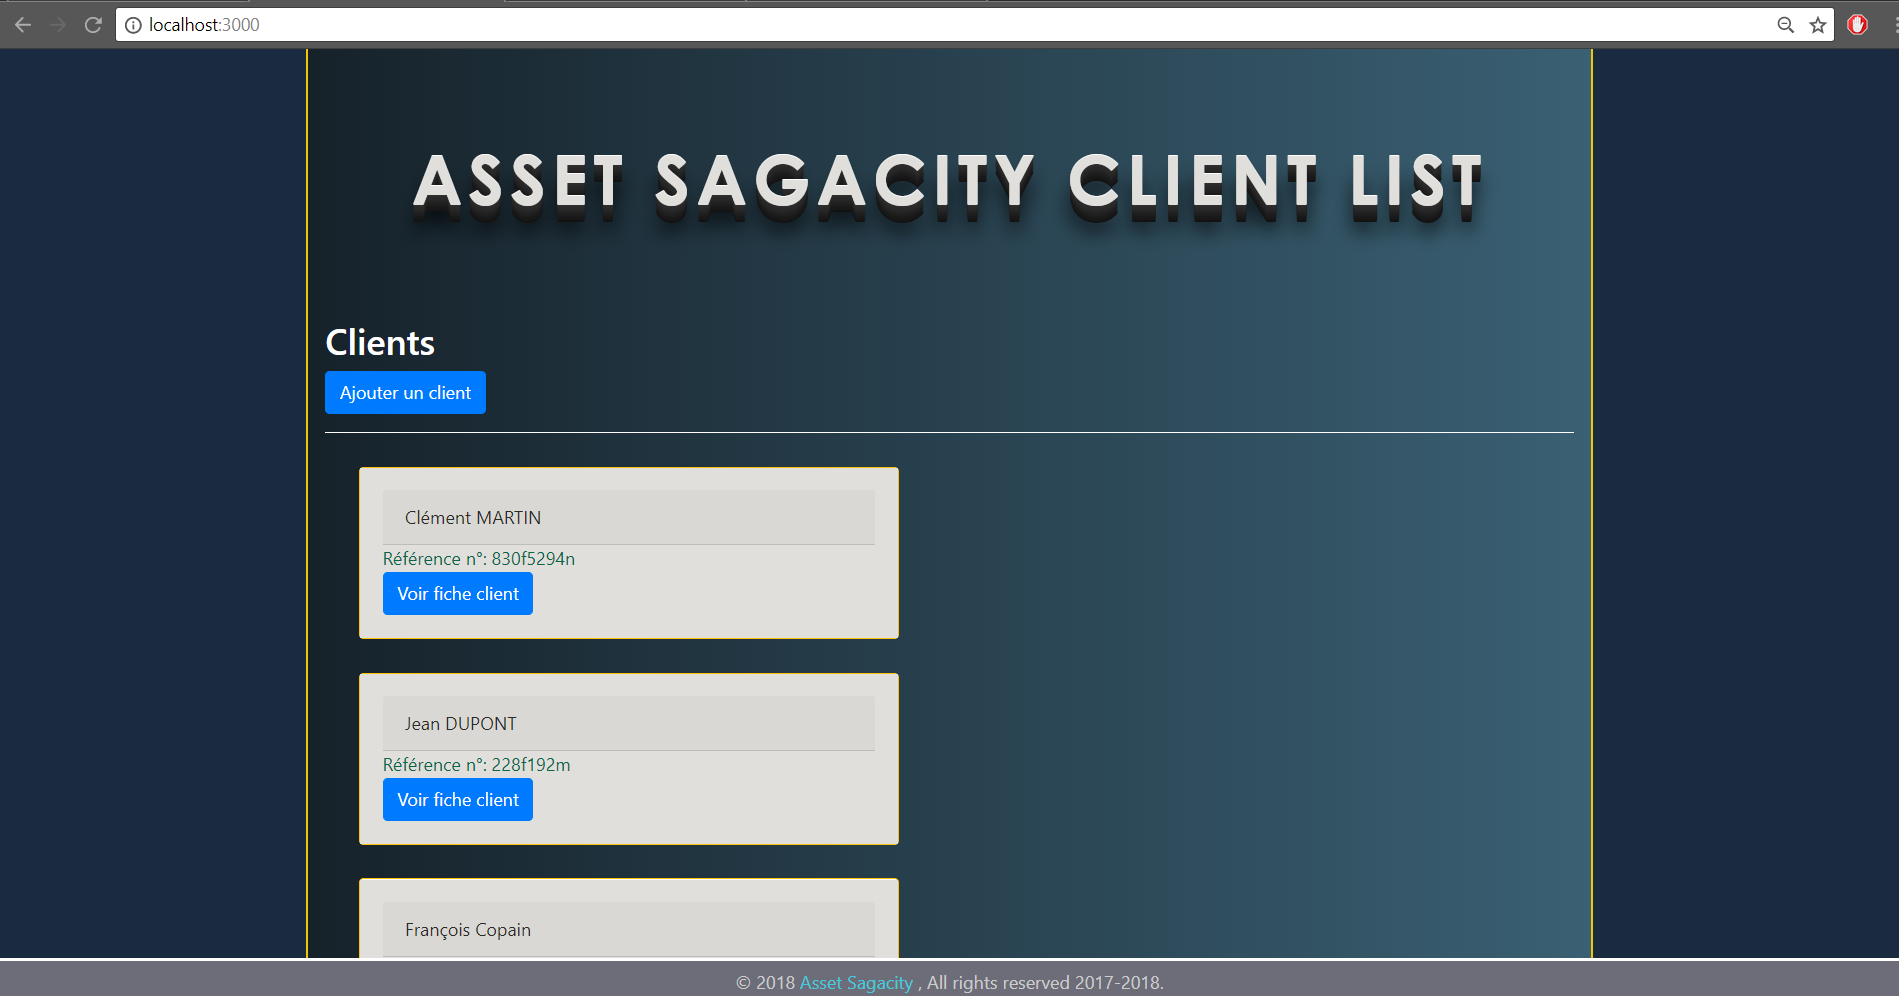 localhost:3000
ASSET SAGACITY CLIENT LIST
Clients
Ajouter un client
Clément MARTIN
Référence n°: 830f5294n
Voir fiche client
Jean DUPONT
Référence n°: 228f192m
Voir fiche client
François Copain
© 2018 Asset Sagacity , All rights reserved 2017-2018.